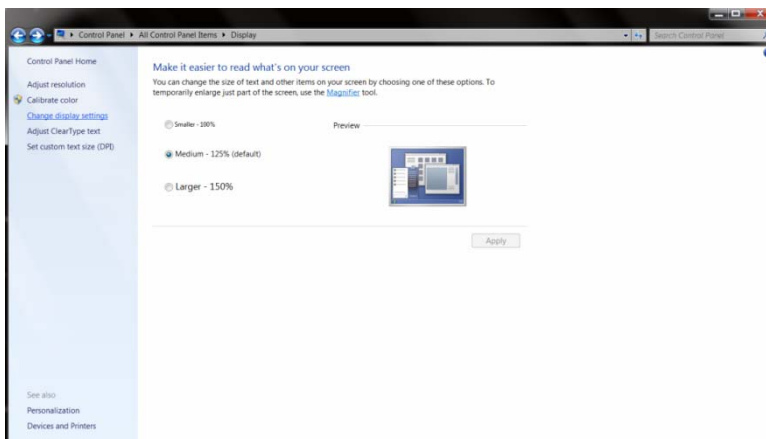 Control Panel ▸ All Control Panel Items ▸ Display
Search Control Panel
Control Panel Home
Adjust resolution
Calibrate color
Change display settings
Adjust ClearType text
Set custom text size (DPI)
See also
Personalization
Devices and Printers
Make it easier to read what's on your screen
You can change the size of text and other items on your screen by choosing one of these options. To
temporarily enlarge just part of the screen, use the Magnifier tool.
Smaller - 100%
Preview
Medium - 125% (default)
Larger - 150%
Apply